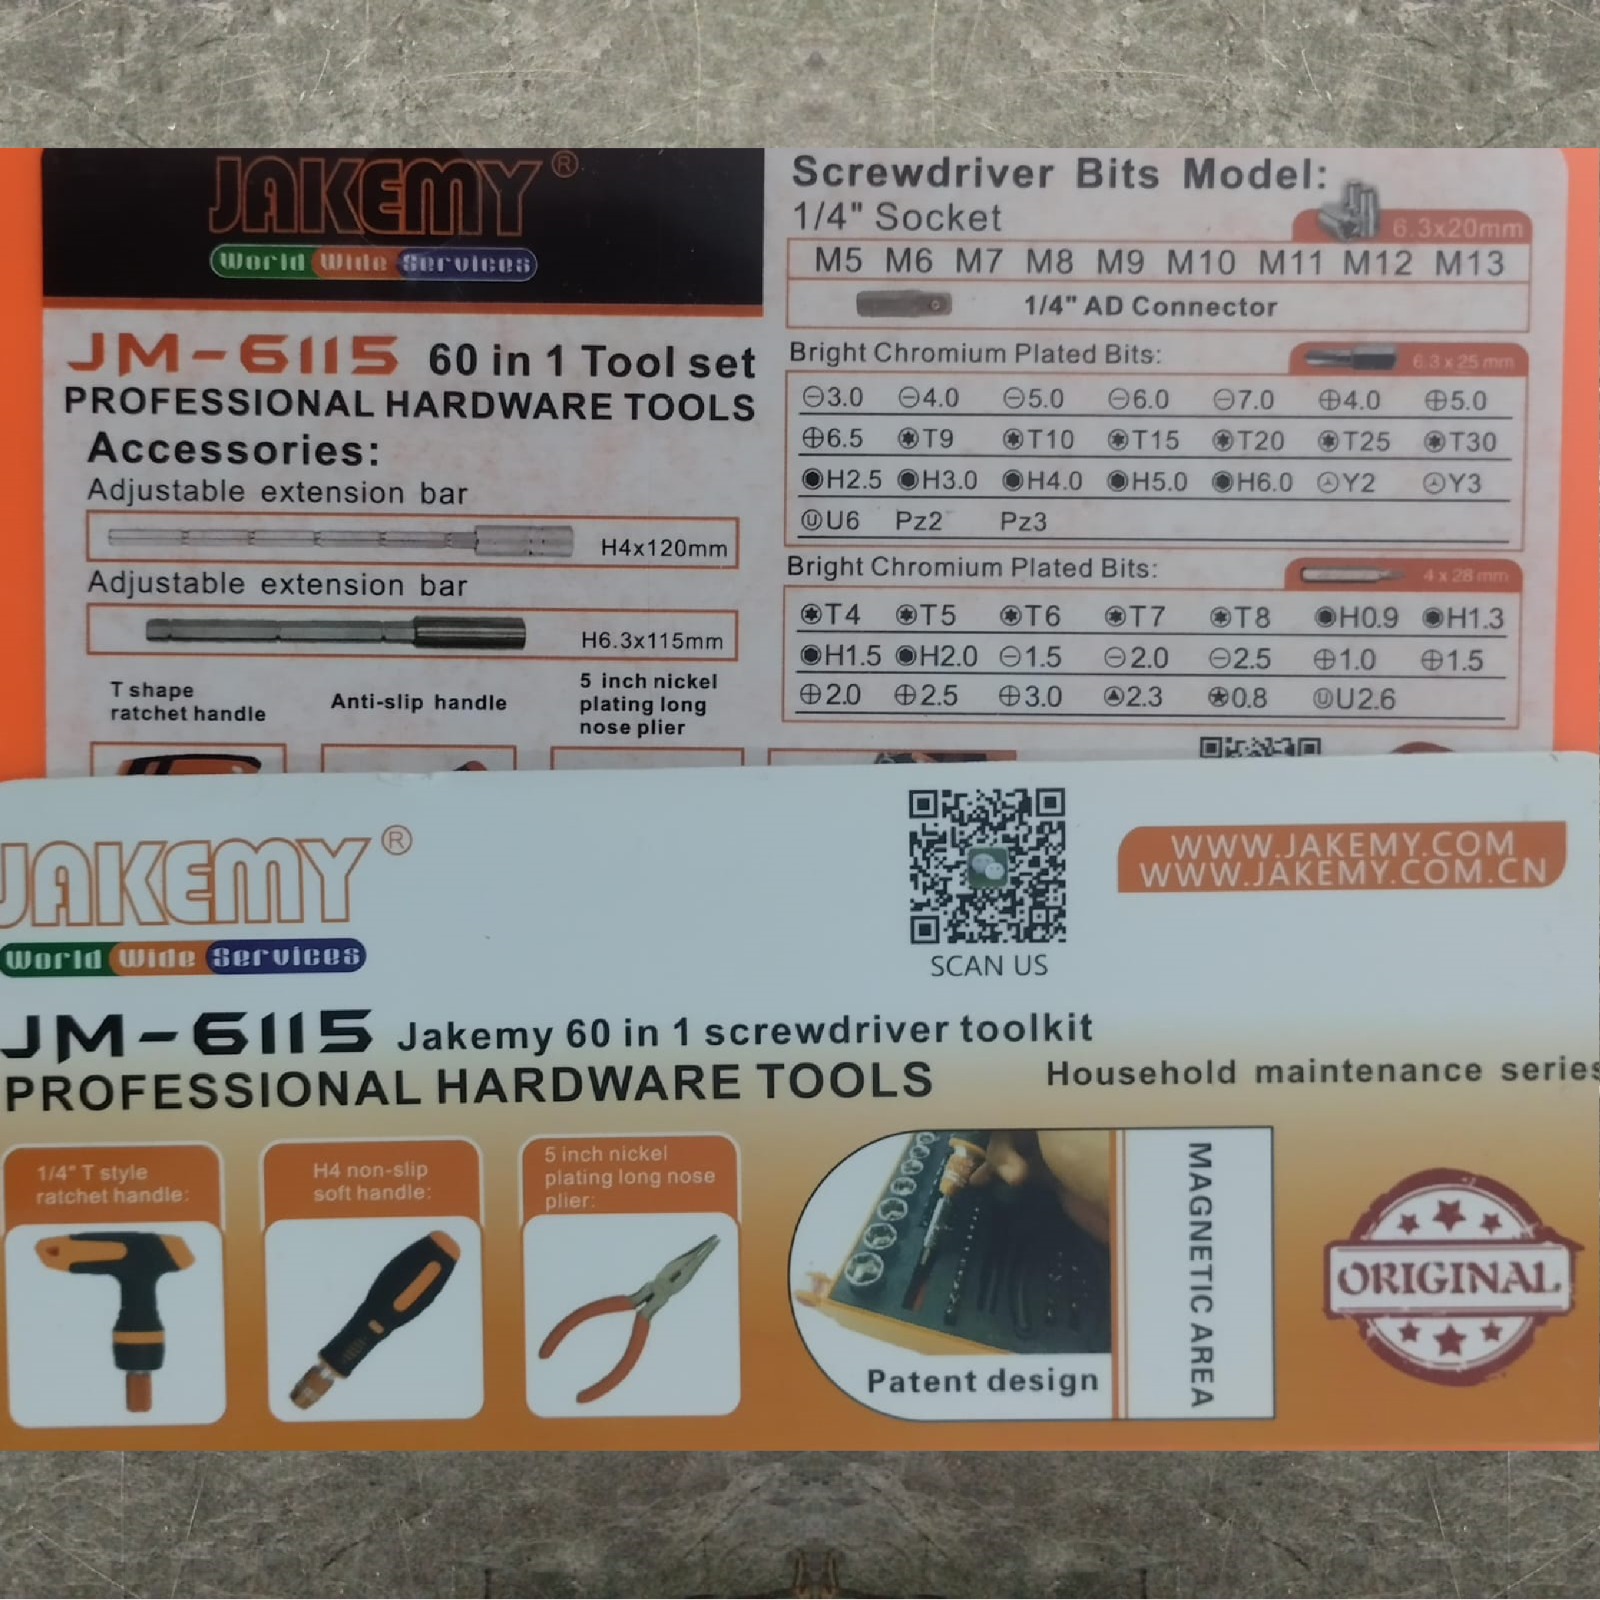 JAKEMY®
World Wide Services
JM-6115 60 in 1 Tool set
PROFESSIONAL HARDWARE TOOLS
Accessories:
Adjustable extension bar
H4x120mm
Adjustable extension bar
H6.3x115mm
T shape
ratchet handle
Anti-slip handle
5 inch nickel
plating long
nose plier
Screwdriver Bits Model:
1/4" Socket
6.3x20mm
M5 M6 M7 M8 M9 M10 M11 M12 M13
1/4" AD Connector
Bright Chromium Plated Bits:
6.3 x 25 mm
⊖3.0 ⊖4.0 ⊖5.0 ⊖6.0 ⊖7.0 ⊕4.0 ⊕5.0
⊕6.5 T9 T10 T15 T20 T25 T30
H2.5 H3.0 H4.0 H5.0 H6.0 Y2 Y3
U6 Pz2 Pz3
Bright Chromium Plated Bits:
4 x 28 mm
T4 T5 T6 T7 T8 H0.9 H1.3
H1.5 H2.0 ⊖1.5 ⊖2.0 ⊖2.5 ⊕1.0 ⊕1.5
⊕2.0 ⊕2.5 ⊕3.0 2.3 0.8 U2.6
JAKEMY®
World Wide Services
SCAN US
WWW.JAKEMY.COM
WWW.JAKEMY.COM.CN
JM-6115 Jakemy 60 in 1 screwdriver toolkit
PROFESSIONAL HARDWARE TOOLS
Household maintenance series
1/4" T style
ratchet handle:
H4 non-slip
soft handle:
5 inch nickel
plating long nose
plier:
Patent design
MAGNETIC AREA
ORIGINAL